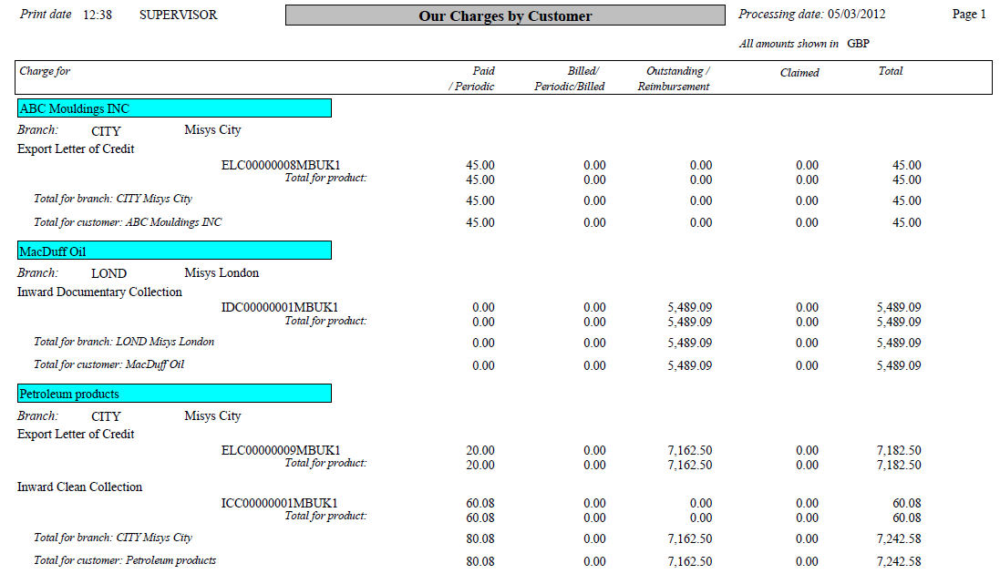 Print date 12:38 SUPERVISOR Our Charges by Customer Processing date: 05/03/2012 Page 1
All amounts shown in GBP
Charge for Paid Billed/ Outstanding / Claimed Total
/ Periodic Periodic/Billed Reimbursement
ABC Mouldings INC
Branch: CITY Misys City
Export Letter of Credit
ELC00000008MBUK1 45.00 0.00 0.00 0.00 45.00
Total for product: 45.00 0.00 0.00 0.00 45.00
Total for branch: CITY Misys City 45.00 0.00 0.00 0.00 45.00
Total for customer: ABC Mouldings INC 45.00 0.00 0.00 0.00 45.00
MacDuff Oil
Branch: LOND Misys London
Inward Documentary Collection
IDC00000001MBUK1 0.00 0.00 5,489.09 0.00 5,489.09
Total for product: 0.00 0.00 5,489.09 0.00 5,489.09
Total for branch: LOND Misys London 0.00 0.00 5,489.09 0.00 5,489.09
Total for customer: MacDuff Oil 0.00 0.00 5,489.09 0.00 5,489.09
Petroleum products
Branch: CITY Misys City
Export Letter of Credit
ELC00000009MBUK1 20.00 0.00 7,162.50 0.00 7,182.50
Total for product: 20.00 0.00 7,162.50 0.00 7,182.50
Inward Clean Collection
ICC00000001MBUK1 60.08 0.00 0.00 0.00 60.08
Total for product: 60.08 0.00 0.00 0.00 60.08
Total for branch: CITY Misys City 80.08 0.00 7,162.50 0.00 7,242.58
Total for customer: Petroleum products 80.08 0.00 7,162.50 0.00 7,242.58